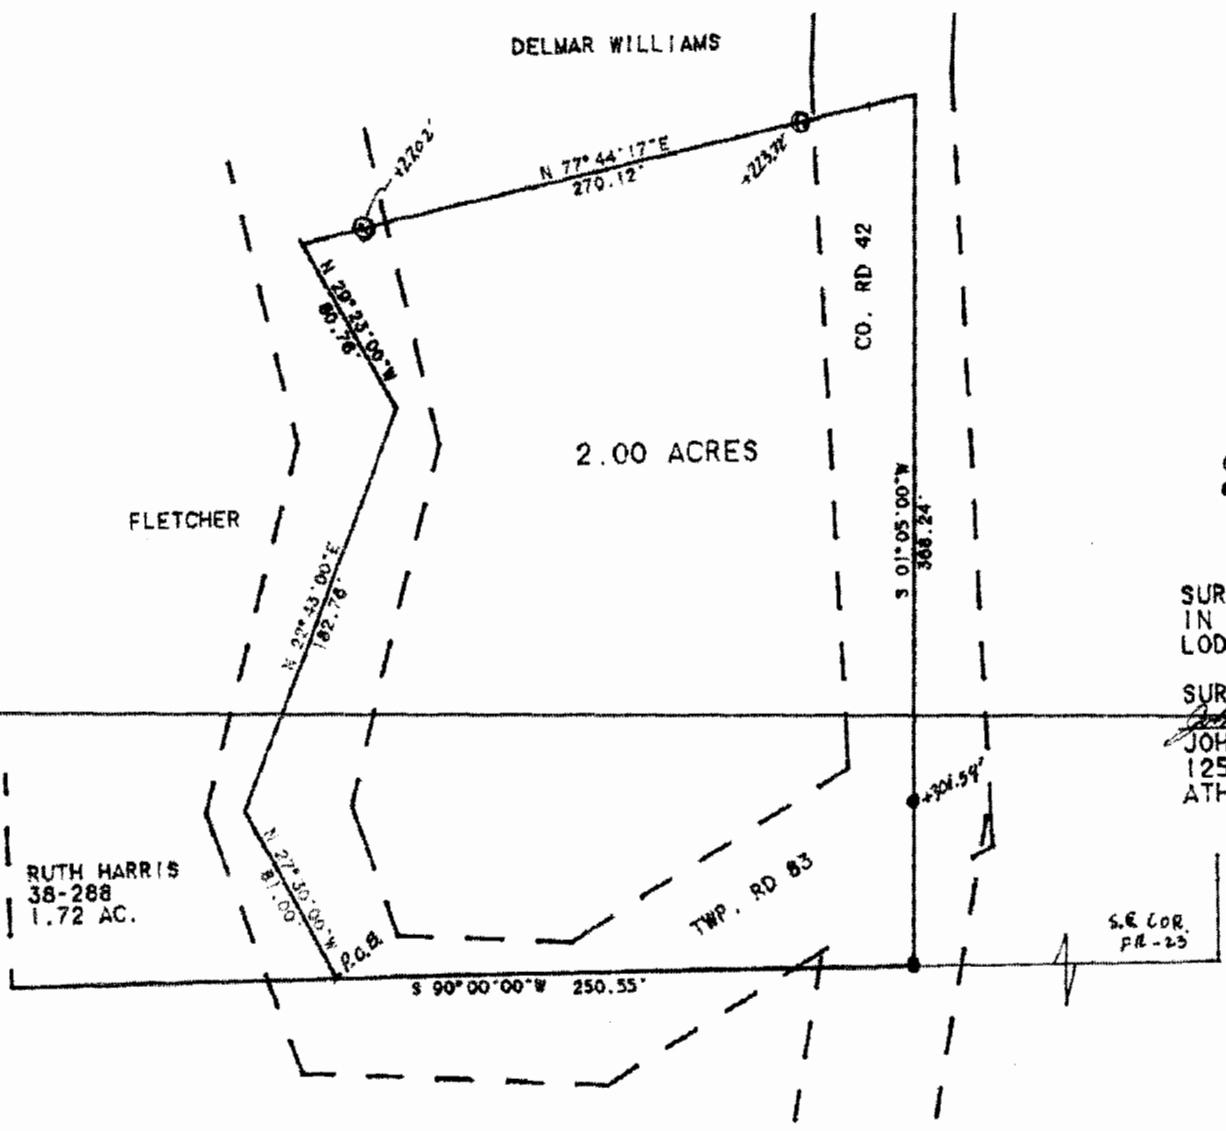 DELMAR WILLIAMS
N 77°44'17"E
270.12'
+27.02'
+223.72'
N 29°23'00"W
80.76'
CO. RD 42
2.00 ACRES
FLETCHER
S 01°05'00"W
368.24'
N 22°43'00"E
182.76'
SUR
IN
LOD
SUR
JOH
125
ATH
+301.59'
RUTH HARRIS
38-288
1.72 AC.
N 27°30'00"W
81.00'
P.O.B.
TWP. RD 83
S.E. COR.
FR-23
S 90°00'00"W 250.55'